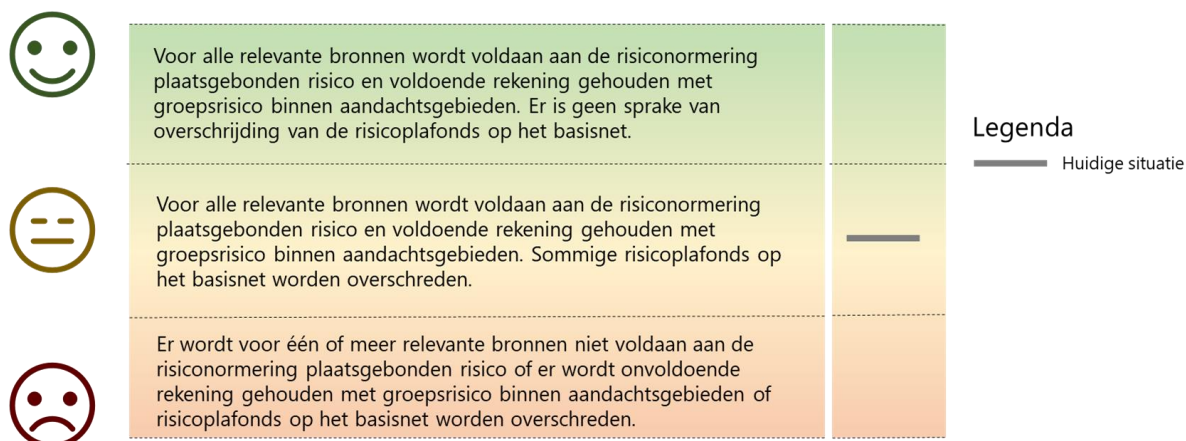 Voor alle relevante bronnen wordt voldaan aan de risiconormering
plaatsgebonden risico en voldoende rekening gehouden met
groepsrisico binnen aandachtsgebieden. Er is geen sprake van
overschrijding van de risicoplafonds op het basisnet.
Voor alle relevante bronnen wordt voldaan aan de risiconormering
plaatsgebonden risico en voldoende rekening gehouden met
groepsrisico binnen aandachtsgebieden. Sommige risicoplafonds op
het basisnet worden overschreden.
Er wordt voor één of meer relevante bronnen niet voldaan aan de
risiconormering plaatsgebonden risico of er wordt onvoldoende
rekening gehouden met groepsrisico binnen aandachtsgebieden of
risicoplafonds op het basisnet worden overschreden.
Legenda
Huidige situatie